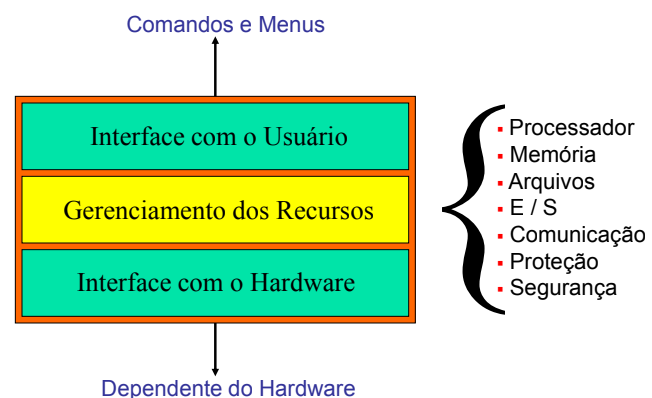 Comandos e Menus
Interface com o Usuário
Gerenciamento dos Recursos
Interface com o Hardware
Dependente do Hardware
▪ Processador
▪ Memória
▪ Arquivos
▪ E / S
▪ Comunicação
▪ Proteção
▪ Segurança